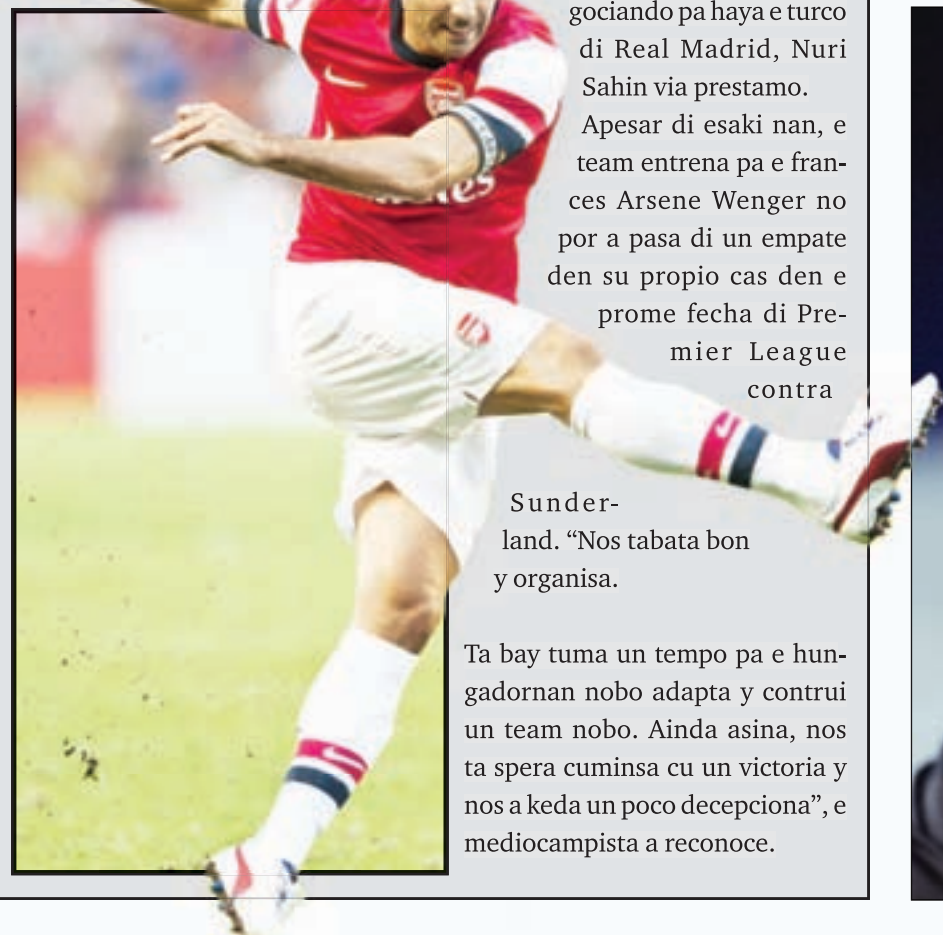 gociando pa haya e turco
di Real Madrid, Nuri
Sahin via prestamo.
Apesar di esaki nan, e
team entrena pa e fran-
ces Arsene Wenger no
por a pasa di un empate
den su propio cas den e
prome fecha di Pre-
mier League
contra
Sunder-
land. “Nos tabata bon
y organisa.
Ta bay tuma un tempo pa e hun-
gadornan nobo adapta y contrui
un team nobo. Ainda asina, nos
ta spera cuminsa cu un victoria y
nos a keda un poco decepciona”, e
mediocampista a reconoce.